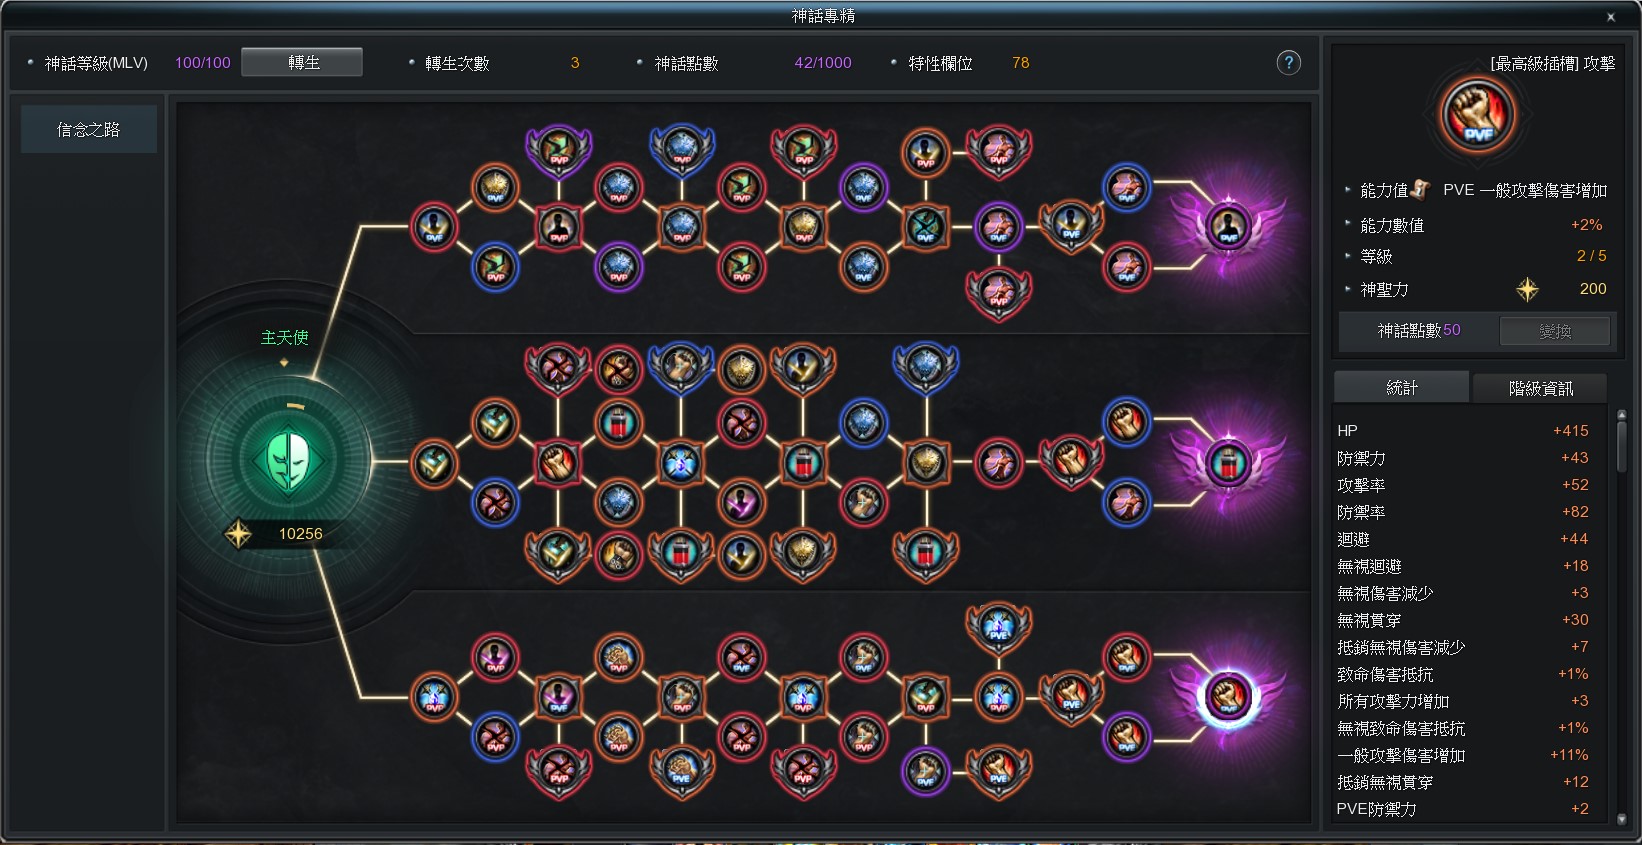 神話專精
神話等級(MLV) 100/100 轉生 轉生次數 3 神話點數 42/1000 特性欄位 78 ?
信念之路
主天使
10256
[最高級插槽] 攻擊
PVE
能力值 PVE 一般攻擊傷害增加
能力數值 +2%
等級 2 / 5
神聖力 200
神話點數50 變換
統計 階級資訊
HP +415
防禦力 +43
攻擊率 +52
防禦率 +82
迴避 +44
無視迴避 +18
無視傷害減少 +3
無視貫穿 +30
抵銷無視傷害減少 +7
致命傷害抵抗 +1%
所有攻擊力增加 +3
無視致命傷害抵抗 +1%
一般攻擊傷害增加 +11%
抵銷無視貫穿 +12
PVE防禦力 +2